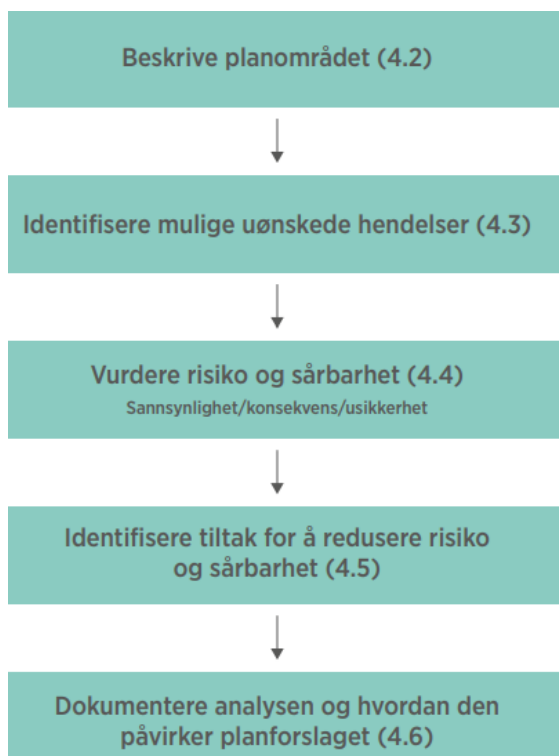 Beskrive planområdet (4.2)
Identifisere mulige uønskede hendelser (4.3)
Vurdere risiko og sårbarhet (4.4)
Sannsynlighet/konsekvens/usikkerhet
Identifisere tiltak for å redusere risiko
og sårbarhet (4.5)
Dokumentere analysen og hvordan den
påvirker planforslaget (4.6)